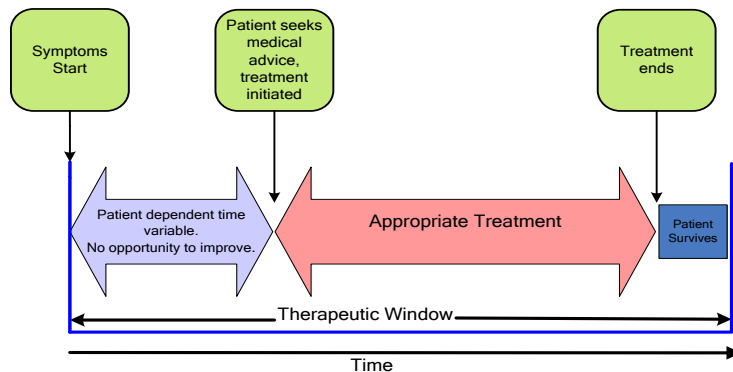 Symptoms
Start
Patient seeks
medical
advice,
treatment
initiated
Treatment
ends
Patient dependent time
variable.
No opportunity to improve.
Appropriate Treatment
Patient
Survives
Therapeutic Window
Time